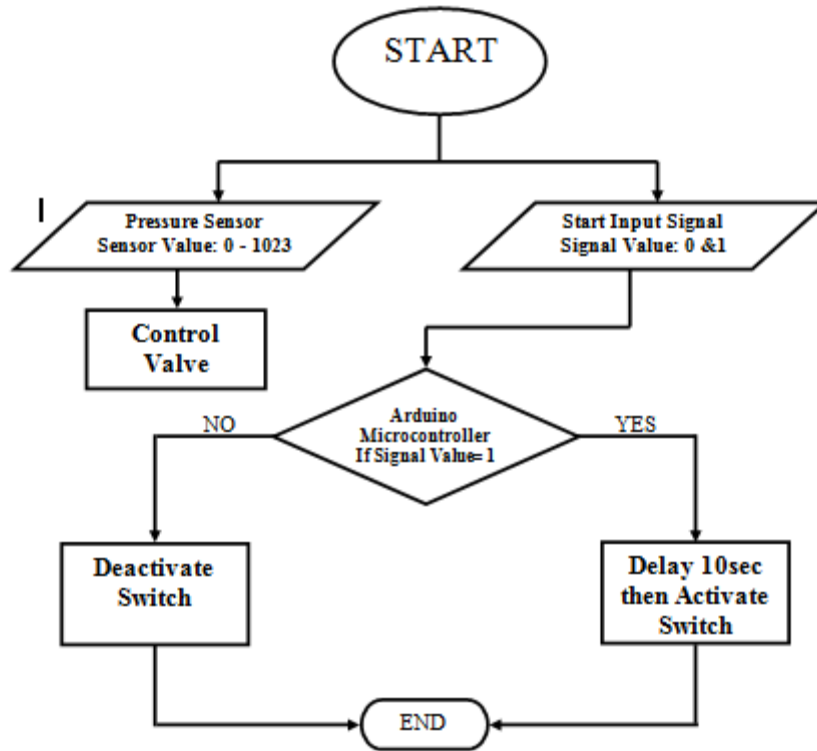 START
Pressure Sensor
Sensor Value: 0 - 1023
Start Input Signal
Signal Value: 0 &1
Control
Valve
Arduino
Microcontroller
If Signal Value= 1
NO
YES
Deactivate
Switch
Delay 10sec
then Activate
Switch
END